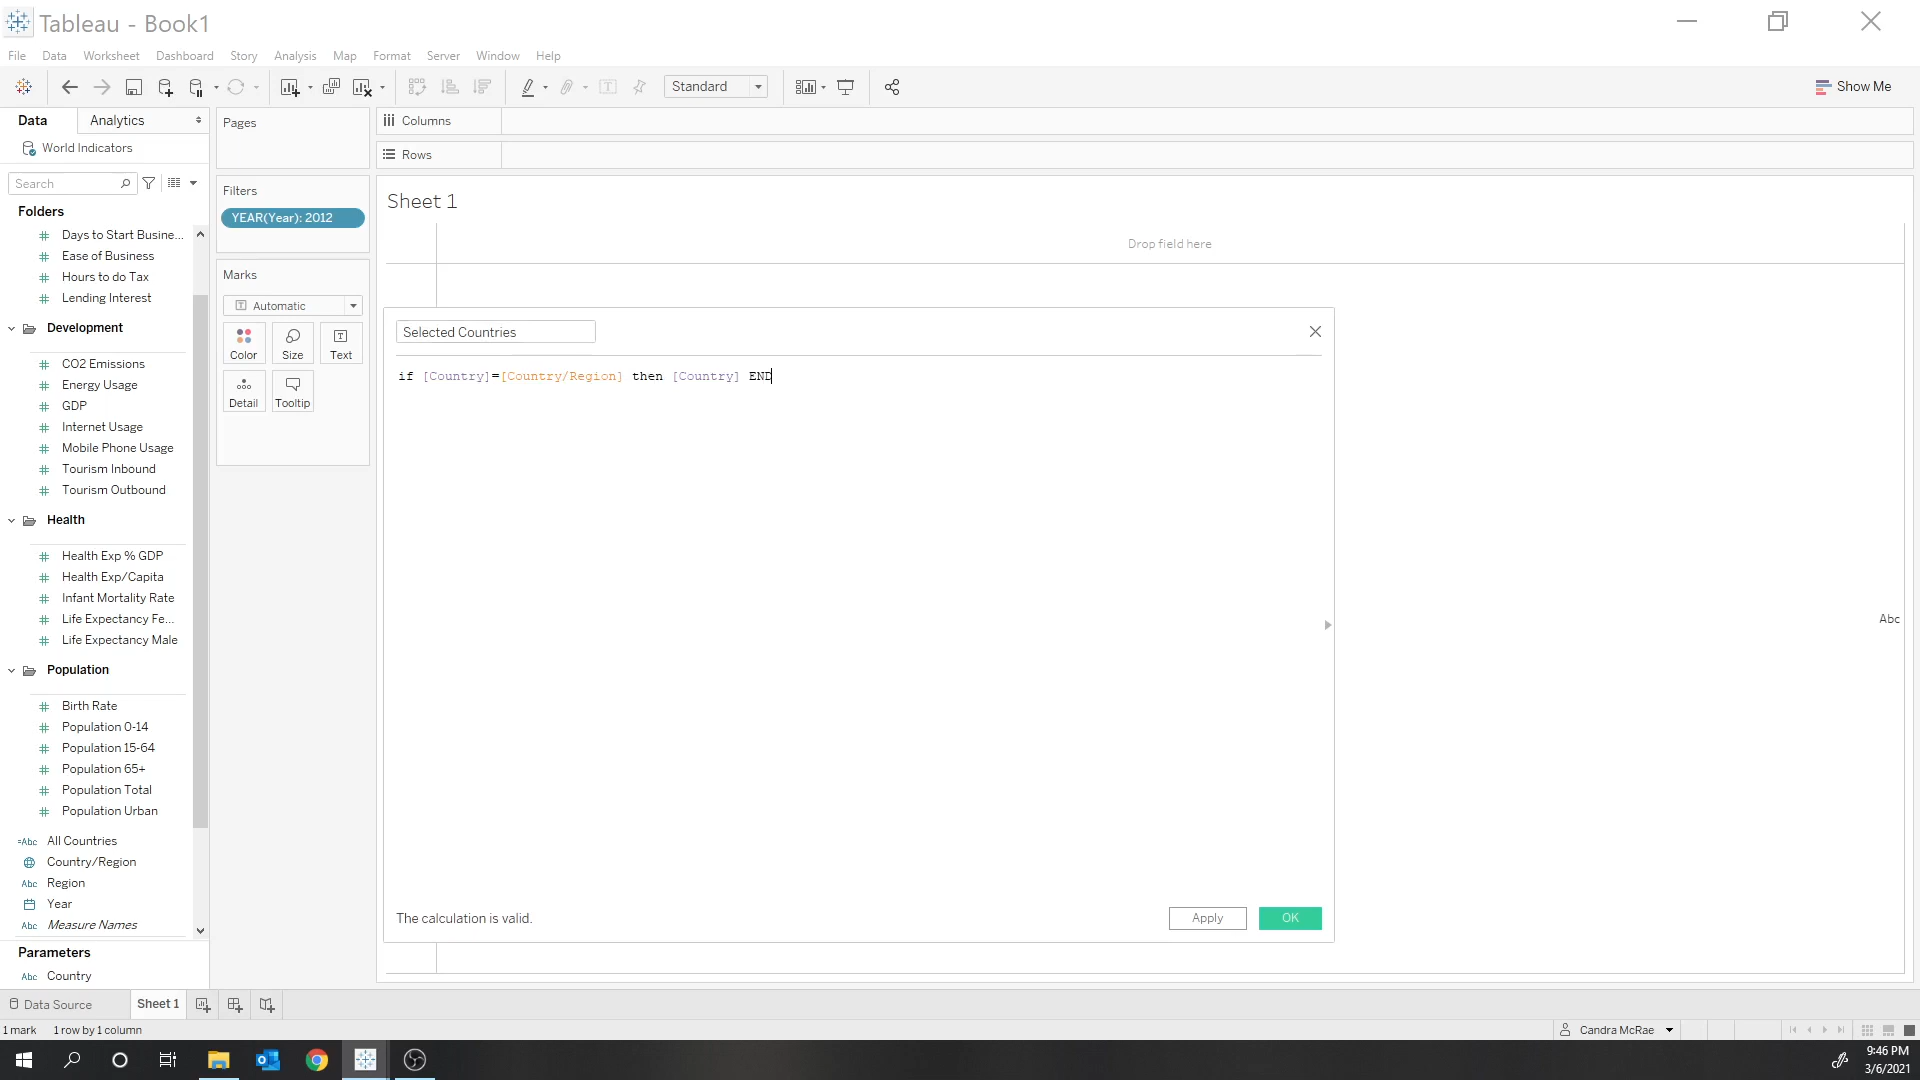 Tableau - Book1
File Data Worksheet Dashboard Story Analysis Map Format Server Window Help
Standard
Show Me
Data Analytics
World Indicators
Search
Folders
Days to Start Busine...
Ease of Business
Hours to do Tax
Lending Interest
Development
CO2 Emissions
Energy Usage
GDP
Internet Usage
Mobile Phone Usage
Tourism Inbound
Tourism Outbound
Health
Health Exp % GDP
Health Exp/Capita
Infant Mortality Rate
Life Expectancy Fe...
Life Expectancy Male
Population
Birth Rate
Population 0-14
Population 15-64
Population 65+
Population Total
Population Urban
=Abc All Countries
Country/Region
Abc Region
Year
Abc Measure Names
Parameters
Abc Country
Pages
Filters
YEAR(Year): 2012
Marks
T Automatic
Color Size T Text
Detail Tooltip
Columns
Rows
Sheet 1
Drop field here
Selected Countries
if [Country]=[Country/Region] then [Country] END
Abc
The calculation is valid.
Apply OK
Data Source Sheet 1
1 mark 1 row by 1 column
Candra McRae
9:46 PM
3/6/2021